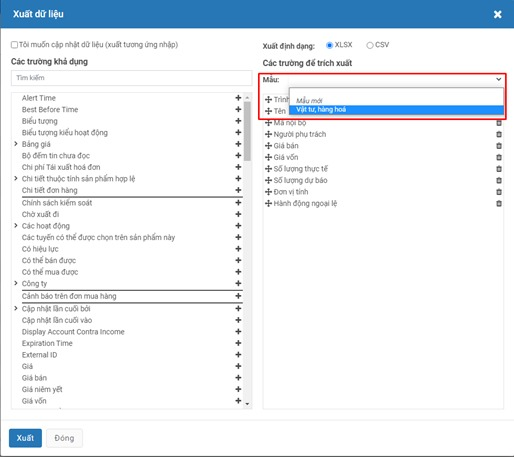 Xuất dữ liệu
Tôi muốn cập nhật dữ liệu (xuất tương ứng nhập)
Xuất định dạng: XLSX CSV
Các trường khả dụng
Các trường để trích xuất
Tìm kiếm
Mẫu:
Mẫu mới
Vật tư, hàng hoá
Alert Time
Best Before Time
Biểu tượng
Biểu tượng kiểu hoạt động
Bảng giá
Bộ đếm tin chưa đọc
Chi phí Tái xuất hoá đơn
Chi tiết thuộc tính sản phẩm hợp lệ
Chi tiết đơn hàng
Chính sách kiểm soát
Chờ xuất đi
Các hoạt động
Các tuyến có thể được chọn trên sản phẩm này
Có hiệu lực
Có thể bán được
Có thể mua được
Công ty
Cảnh báo trên đơn mua hàng
Cập nhật lần cuối bởi
Cập nhật lần cuối vào
Display Account Contra Income
Expiration Time
External ID
Giá
Giá bán
Giá niêm yết
Giá vốn
Trình
Tên
Mã nội bộ
Người phụ trách
Giá bán
Giá vốn
Số lượng thực tế
Số lượng dự báo
Đơn vị tính
Hành động ngoại lệ
Xuất
Đóng